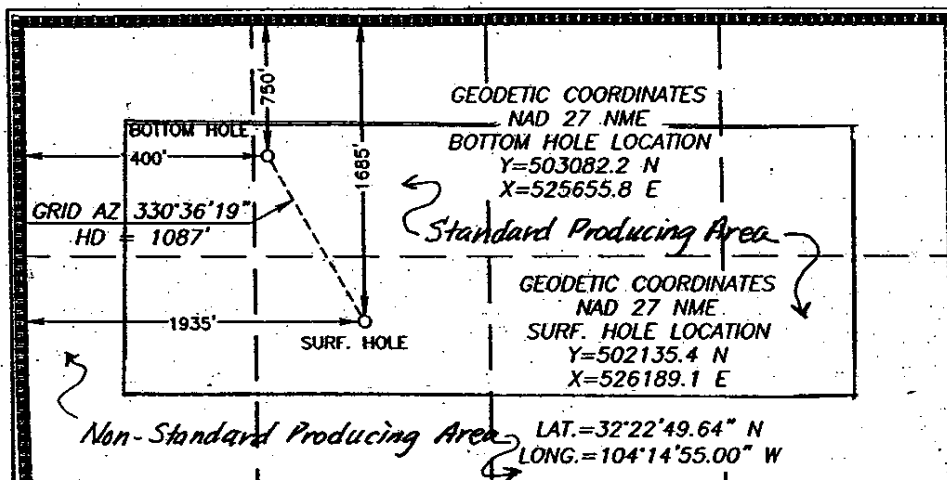 750'
GEODETIC COORDINATES
NAD 27 NME
BOTTOM HOLE LOCATION
Y=503082.2 N
X=525655.8 E
BOTTOM HOLE
400'
1685'
GRID AZ 330°36'19"
HD = 1087'
Standard Producing Area
GEODETIC COORDINATES
NAD 27 NME
SURF. HOLE LOCATION
Y=502135.4 N
X=526189.1 E
1935'
SURF. HOLE
Non-Standard Producing Area
LAT.=32°22'49.64" N
LONG.=104°14'55.00" W